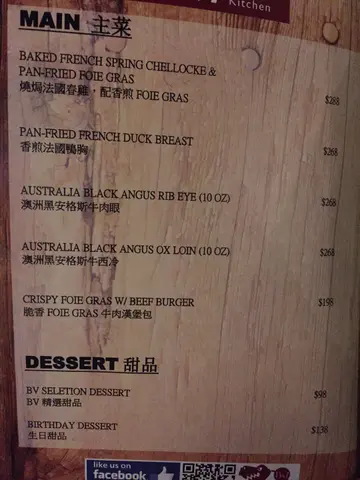 Kitchen
MAIN 主菜
BAKED FRENCH SPRING CHELLOCKE &
PAN-FRIED FOIE GRAS
燒焗法國春雞，配香煎 FOIE GRAS $288
PAN-FRIED FRENCH DUCK BREAST
香煎法國鴨胸 $268
AUSTRALIA BLACK ANGUS RIB EYE (10 OZ)
澳洲黑安格斯牛肉眼 $268
AUSTRALIA BLACK ANGUS OX LOIN (10 OZ)
澳洲黑安格斯牛西冷 $268
CRISPY FOIE GRAS W/ BEEF BURGER
脆香 FOIE GRAS 牛肉漢堡包 $198
DESSERT 甜品
BV SELETION DESSERT
BV 精選甜品 $98
BIRTHDAY DESSERT
生日甜品 $138
like us on
facebook